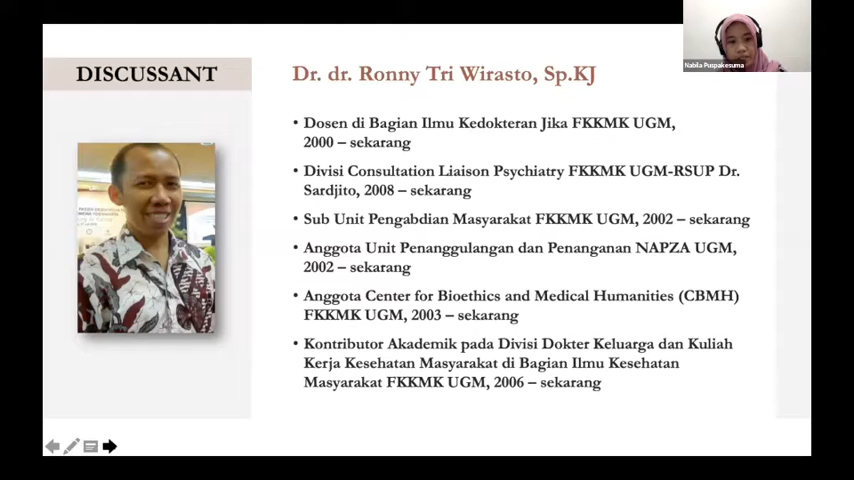 Nabila Puspakesuma
DISCUSSANT
Dr. dr. Ronny Tri Wirasto, Sp.KJ
• Dosen di Bagian Ilmu Kedokteran Jika FKKMK UGM,
2000 – sekarang
• Divisi Consultation Liaison Psychiatry FKKMK UGM-RSUP Dr.
Sardjito, 2008 – sekarang
• Sub Unit Pengabdian Masyarakat FKKMK UGM, 2002 – sekarang
• Anggota Unit Penanggulangan dan Penanganan NAPZA UGM,
2002 – sekarang
• Anggota Center for Bioethics and Medical Humanities (CBMH)
FKKMK UGM, 2003 – sekarang
• Kontributor Akademik pada Divisi Dokter Keluarga dan Kuliah
Kerja Kesehatan Masyarakat di Bagian Ilmu Kesehatan
Masyarakat FKKMK UGM, 2006 – sekarang